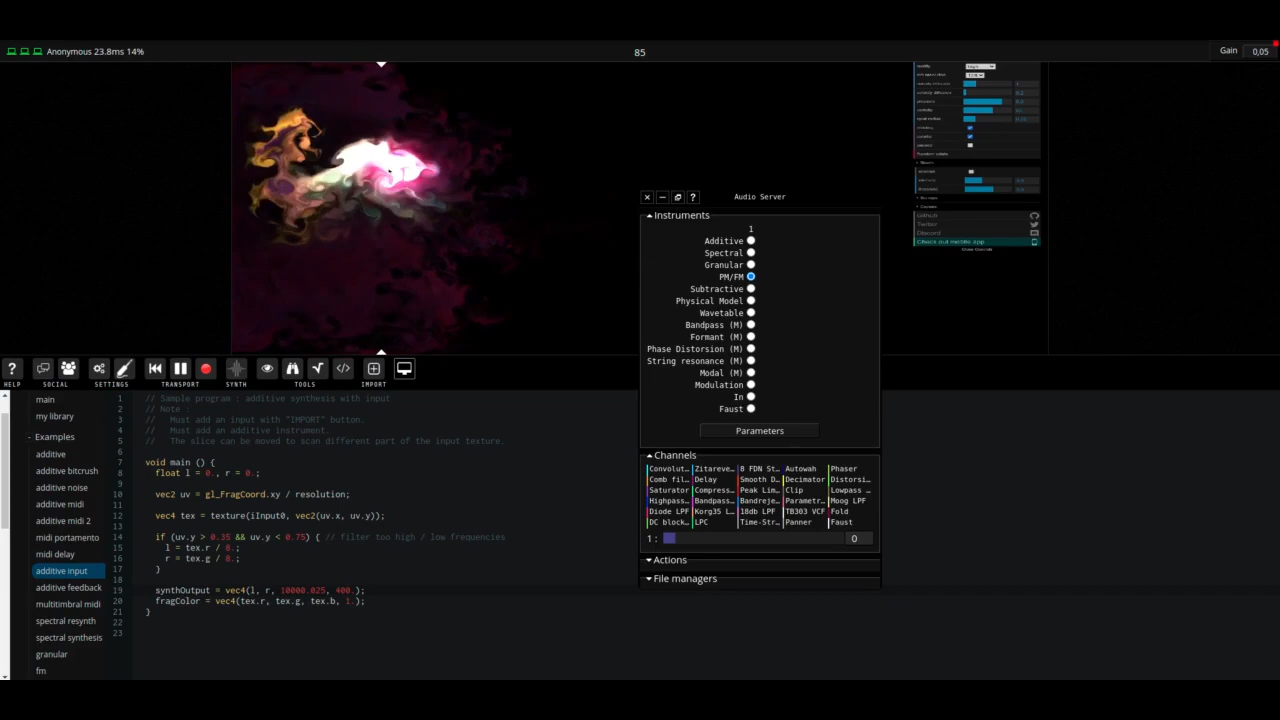 Anonymous 23.8ms 14%
85
Gain 0,05
Random splats
Github
Twitter
Discord
Check out mobile app
Close Controls
Audio Server
Instruments
1
Additive
Spectral
Granular
PM/FM
Subtractive
Physical Model
Wavetable
Bandpass (M)
Formant (M)
Phase Distorsion (M)
String resonance (M)
Modal (M)
Modulation
In
Faust
Parameters
Channels
Convolut… Zitareve… 8 FDN St… Autowah Phaser
Comb fil… Delay Smooth D… Decimator Distorsi…
Saturator Compress… Peak Lim… Clip Lowpass …
Highpass… Bandpass… Bandreje… Parametr… Moog LPF
Diode LPF Korg35 L… 18db LPF TB303 VCF Fold
DC block… LPC Time-Str… Panner Faust
1: 0
Actions
File managers
HELP SOCIAL SETTINGS TRANSPORT SYNTH TOOLS IMPORT
main
my library
Examples
additive
additive bitcrush
additive noise
additive midi
additive midi 2
midi portamento
midi delay
additive input
additive feedback
multitimbral midi
spectral resynth
spectral synthesis
granular
fm
1 // Sample program : additive synthesis with input
2 // Note :
3 // Must add an input with "IMPORT" button.
4 // Must add an additive instrument.
5 // The slice can be moved to scan different part of the input texture.
6
7 void main () {
8 float l = 0., r = 0.;
9
10 vec2 uv = gl_FragCoord.xy / resolution;
11
12 vec4 tex = texture(iInput0, vec2(uv.x, uv.y));
13
14 if (uv.y > 0.35 && uv.y < 0.75) { // filter too high / low frequencies
15 l = tex.r / 8.;
16 r = tex.g / 8.;
17 }
18
19 synthOutput = vec4(l, r, 10000.025, 400.);
20 fragColor = vec4(tex.r, tex.g, tex.b, 1.);
21 }
22
23